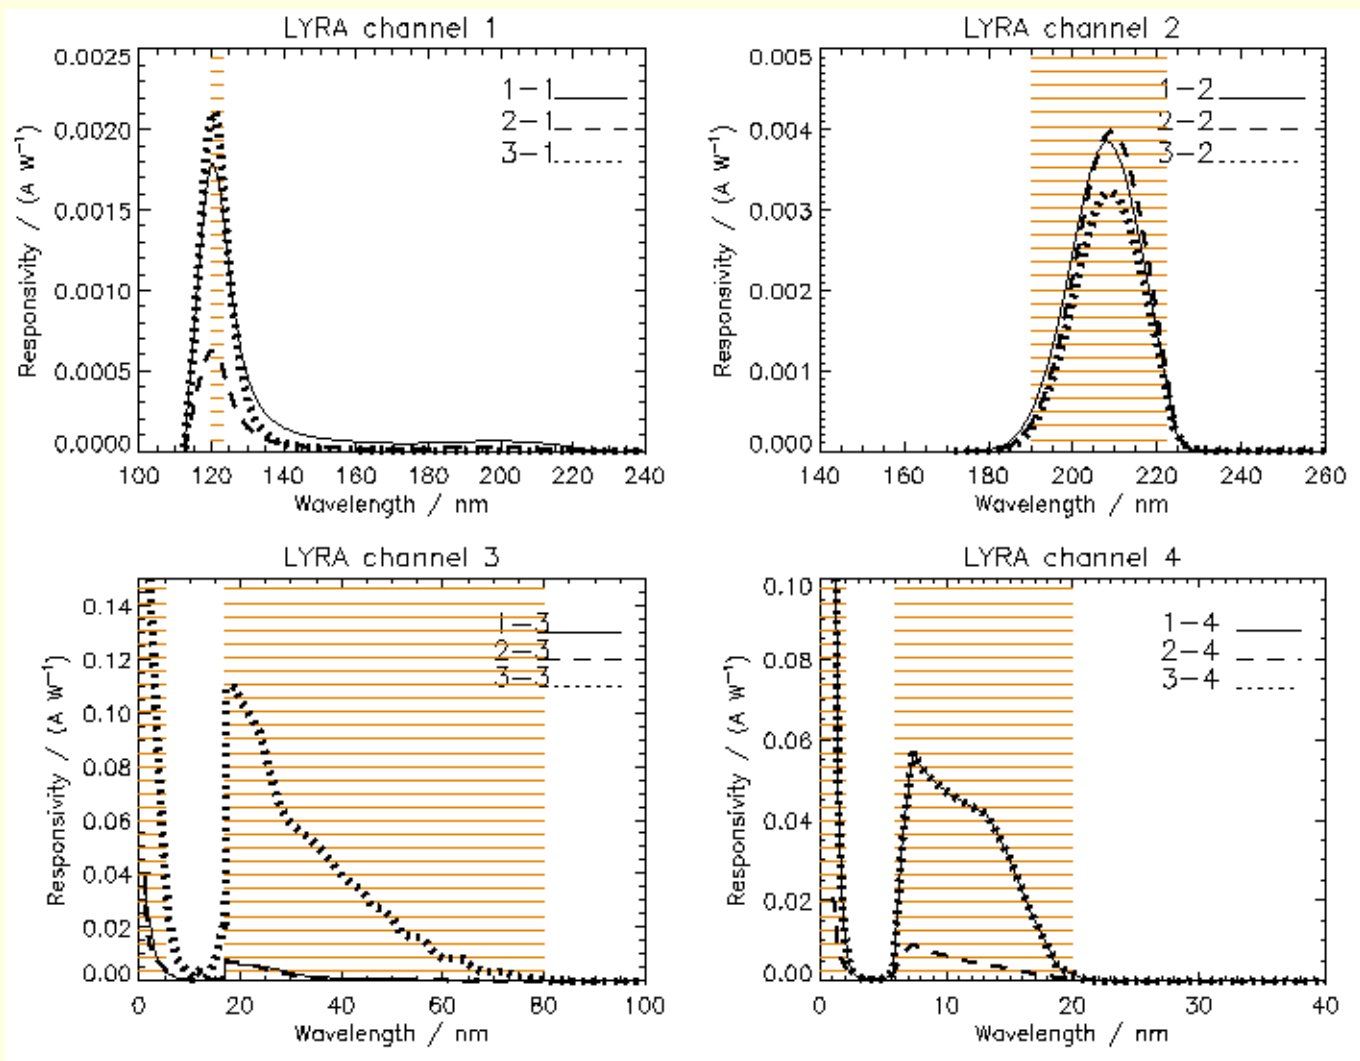 LYRA channel 1
0.0025
0.0020
0.0015
0.0010
0.0005
0.0000
Responsivity / (A W⁻¹)
1-1
2-1
3-1
100 120 140 160 180 200 220 240
Wavelength / nm
LYRA channel 2
0.005
0.004
0.003
0.002
0.001
0.000
Responsivity / (A W⁻¹)
1-2
2-2
3-2
140 160 180 200 220 240 260
Wavelength / nm
LYRA channel 3
0.14
0.12
0.10
0.08
0.06
0.04
0.02
0.00
Responsivity / (A W⁻¹)
1-3
2-3
3-3
0 20 40 60 80 100
Wavelength / nm
LYRA channel 4
0.10
0.08
0.06
0.04
0.02
0.00
Responsivity / (A W⁻¹)
1-4
2-4
3-4
0 10 20 30 40
Wavelength / nm